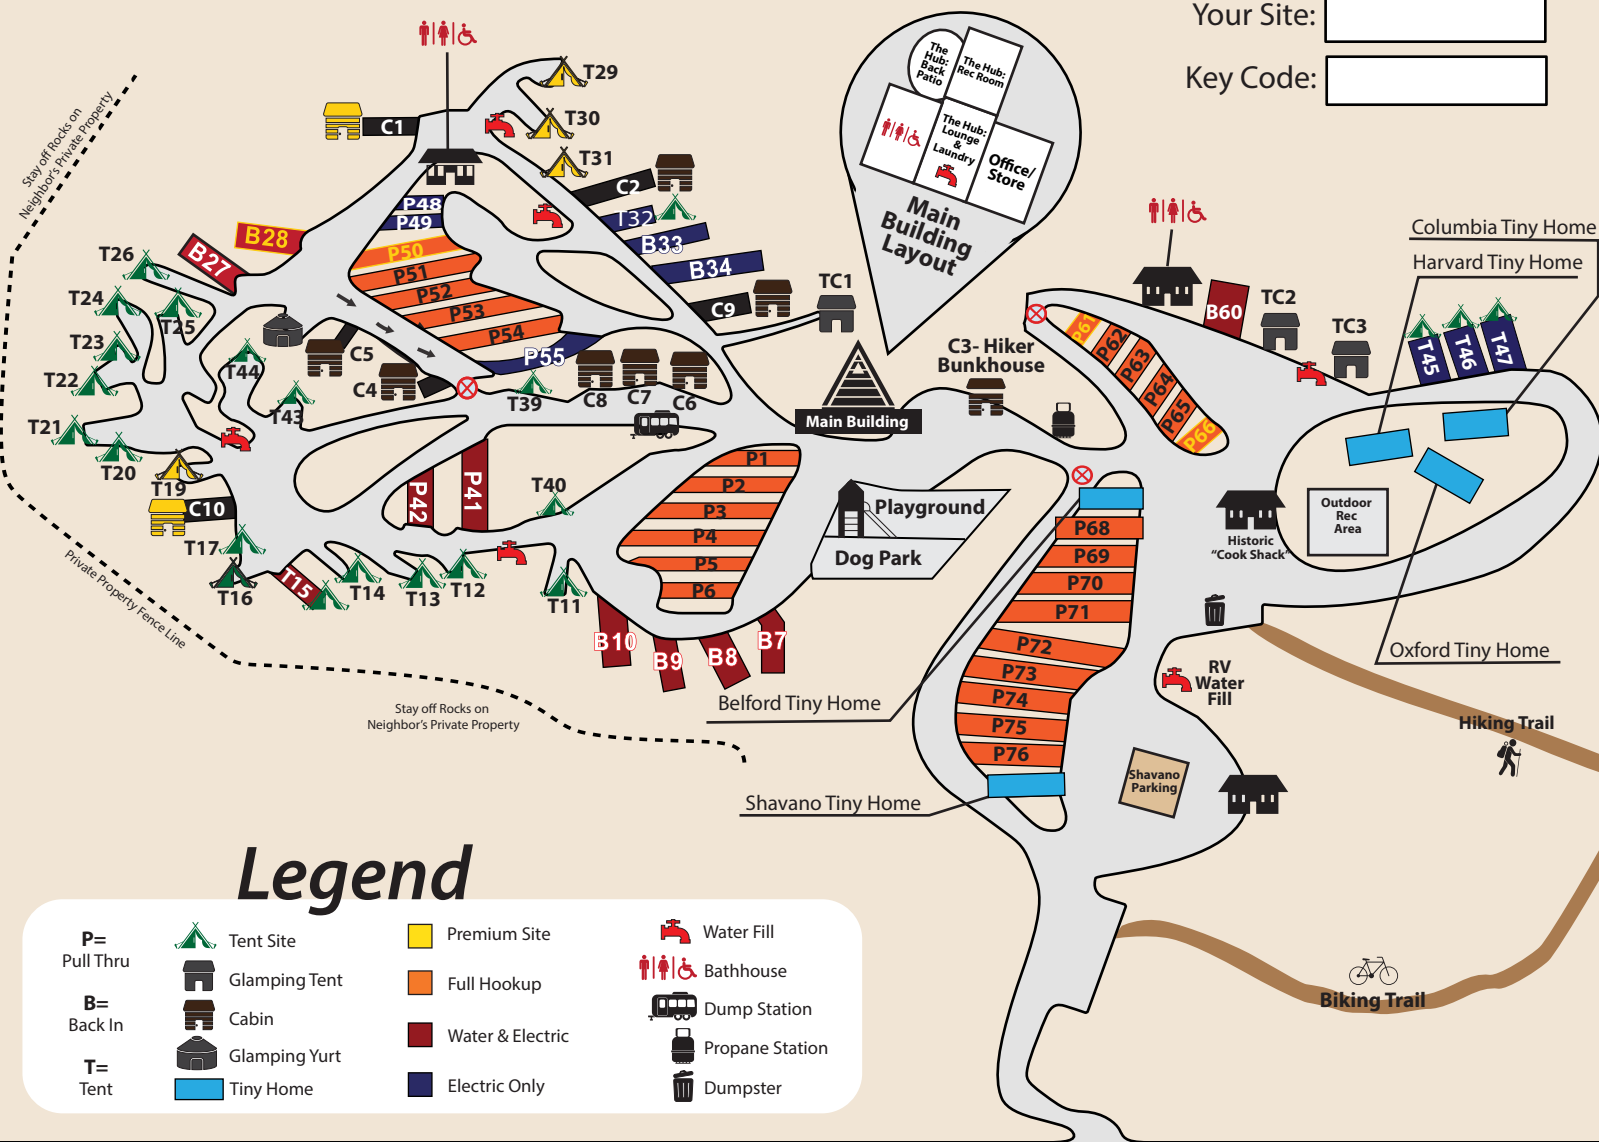 Your Site:
Key Code:
Stay off Rocks on
Neighbor's Private Property
C1
T29
T30
T31
C2
T32
B33
B34
C9
TC1
P48
P49
P50
P51
P52
P53
P54
P55
B28
B27
T26
T24
T25
T23
T22
T21
T20
T19
C10
T17
T16
T15
T14
T13
T12
T11
T44
T43
C5
C4
T39
C8
C7
C6
P42
P41
T40
The
Hub:
Back
Patio
The Hub:
Rec Room
The Hub:
Lounge
&
Laundry
Office/
Store
Main
Building
Layout
Main Building
C3- Hiker
Bunkhouse
P61
P62
P63
P64
P65
P66
B60
TC2
TC3
T45
T46
T47
Columbia Tiny Home
Harvard Tiny Home
Outdoor
Rec
Area
Historic
“Cook Shack”
Oxford Tiny Home
P1
P2
P3
P4
P5
P6
B10
B9
B8
B7
Playground
Dog Park
P68
P69
P70
P71
P72
P73
P74
P75
P76
Belford Tiny Home
Shavano Tiny Home
RV
Water
Fill
Shavano
Parking
Hiking Trail
Biking Trail
Private Property Fence Line
Stay off Rocks on
Neighbor's Private Property
Legend
P=
Pull Thru
B=
Back In
T=
Tent
Tent Site
Glamping Tent
Cabin
Glamping Yurt
Tiny Home
Premium Site
Full Hookup
Water & Electric
Electric Only
Water Fill
Bathhouse
Dump Station
Propane Station
Dumpster